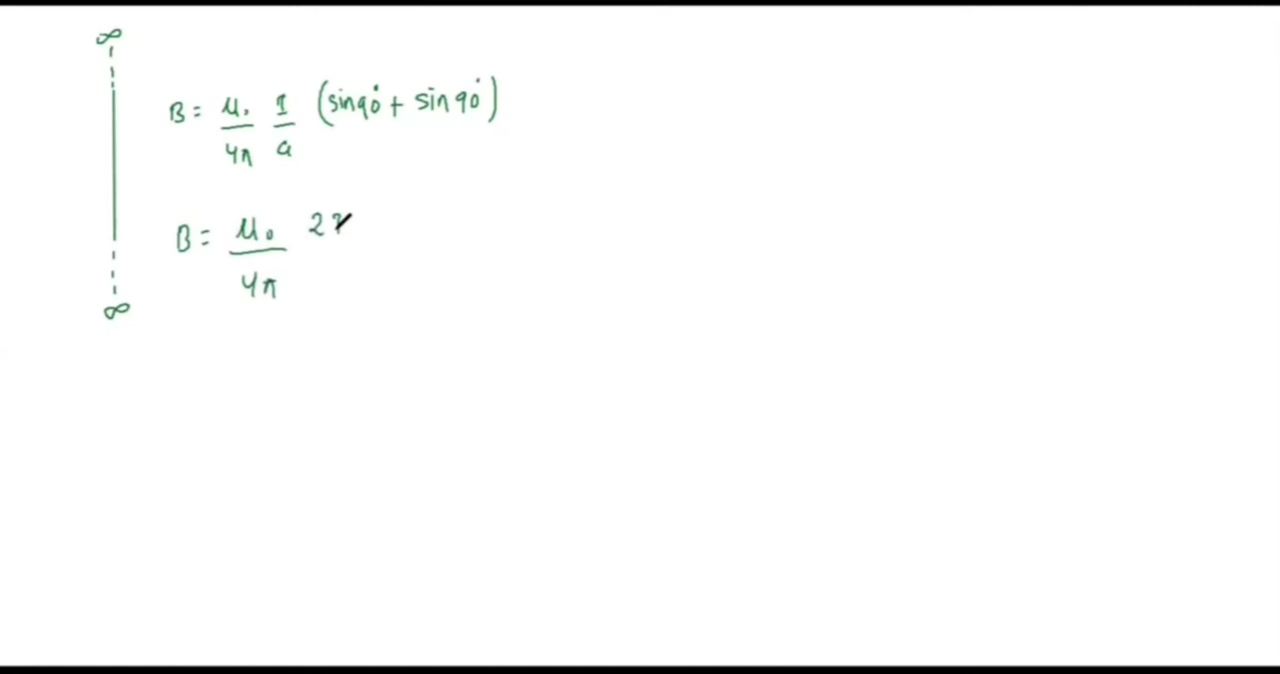 ∞
B = μ₀/4π I/a (sin90° + sin90°)
B = μ₀/4π 2
∞